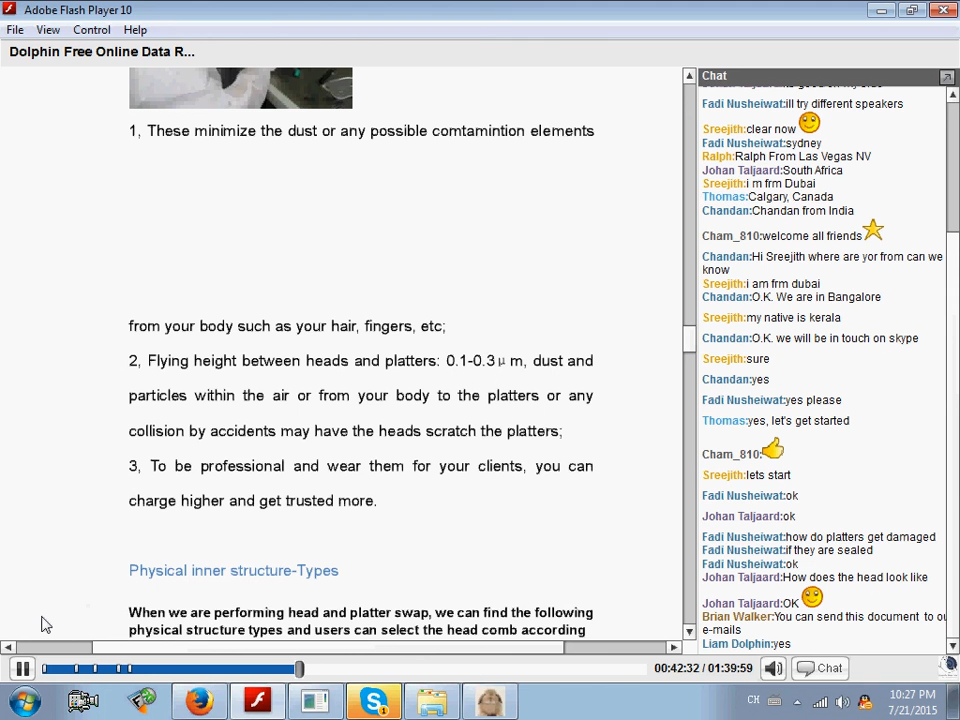 Adobe Flash Player 10
File View Control Help
Dolphin Free Online Data R...
1, These minimize the dust or any possible comtamintion elements
from your body such as your hair, fingers, etc;
2, Flying height between heads and platters: 0.1-0.3μm, dust and
particles within the air or from your body to the platters or any
collision by accidents may have the heads scratch the platters;
3, To be professional and wear them for your clients, you can
charge higher and get trusted more.
Physical inner structure-Types
When we are performing head and platter swap, we can find the following
physical structure types and users can select the head comb according
Chat
Fadi Nusheiwat:ill try different speakers
Sreejith:clear now
Fadi Nusheiwat:sydney
Ralph:Ralph From Las Vegas NV
Johan Taljaard:South Africa
Sreejith:i m frm Dubai
Thomas:Calgary, Canada
Chandan:Chandan from India
Cham_810:welcome all friends
Chandan:Hi Sreejith where are yor from can we
know
Sreejith:i am frm dubai
Chandan:O.K. We are in Bangalore
Sreejith:my native is kerala
Chandan:O.K. we will be in touch on skype
Sreejith:sure
Chandan:yes
Fadi Nusheiwat:yes please
Thomas:yes, let's get started
Cham_810:
Sreejith:lets start
Fadi Nusheiwat:ok
Johan Taljaard:ok
Fadi Nusheiwat:how do platters get damaged
Fadi Nusheiwat:if they are sealed
Fadi Nusheiwat:ok
Johan Taljaard:How does the head look like
Johan Taljaard:OK
Brian Walker:You can send this document to ou
e-mails
Liam Dolphin:yes
00:42:32 / 01:39:59
Chat
CH
10:27 PM
7/21/2015